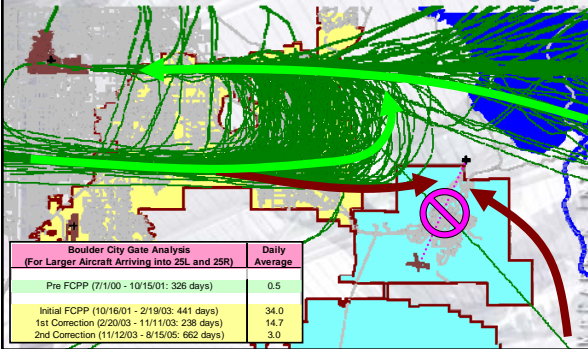 Boulder City Gate Analysis
(For Larger Aircraft Arriving into 25L and 25R)
Daily
Average
Pre FCPP (7/1/00 - 10/15/01: 326 days) 0.5
Initial FCPP (10/16/01 - 2/19/03: 441 days) 34.0
1st Correction (2/20/03 - 11/11/03: 238 days) 14.7
2nd Correction (11/12/03 - 8/15/05: 662 days) 3.0